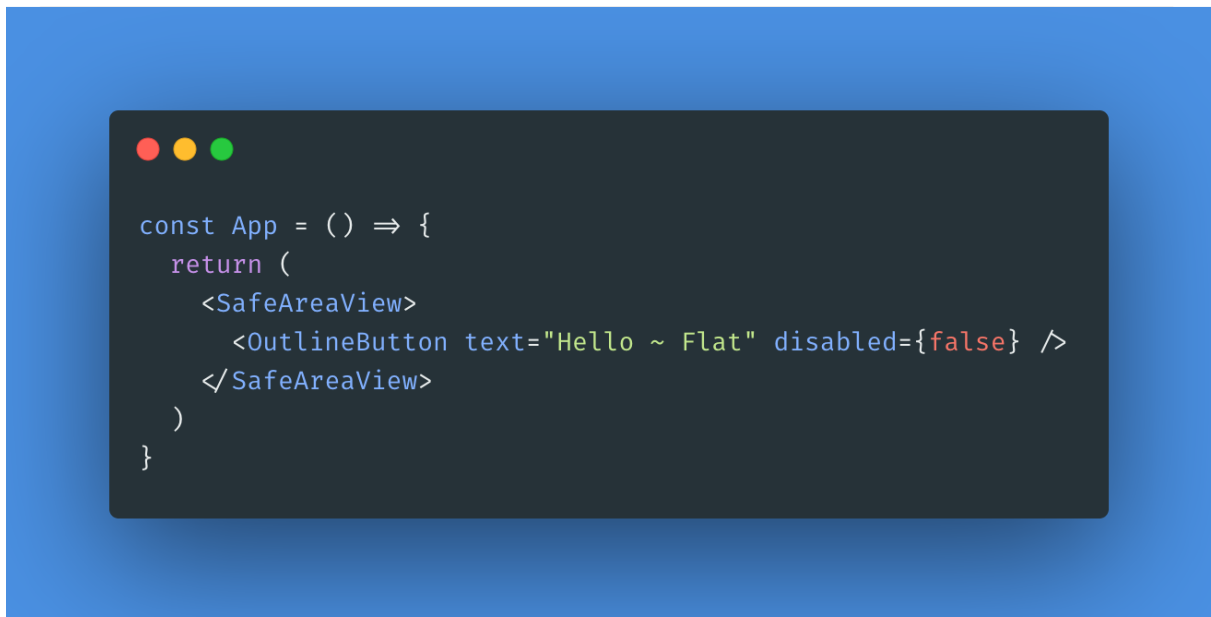 const App = () => {
  return (
    <SafeAreaView>
      <OutlineButton text="Hello ~ Flat" disabled={false} />
    </SafeAreaView>
  )
}